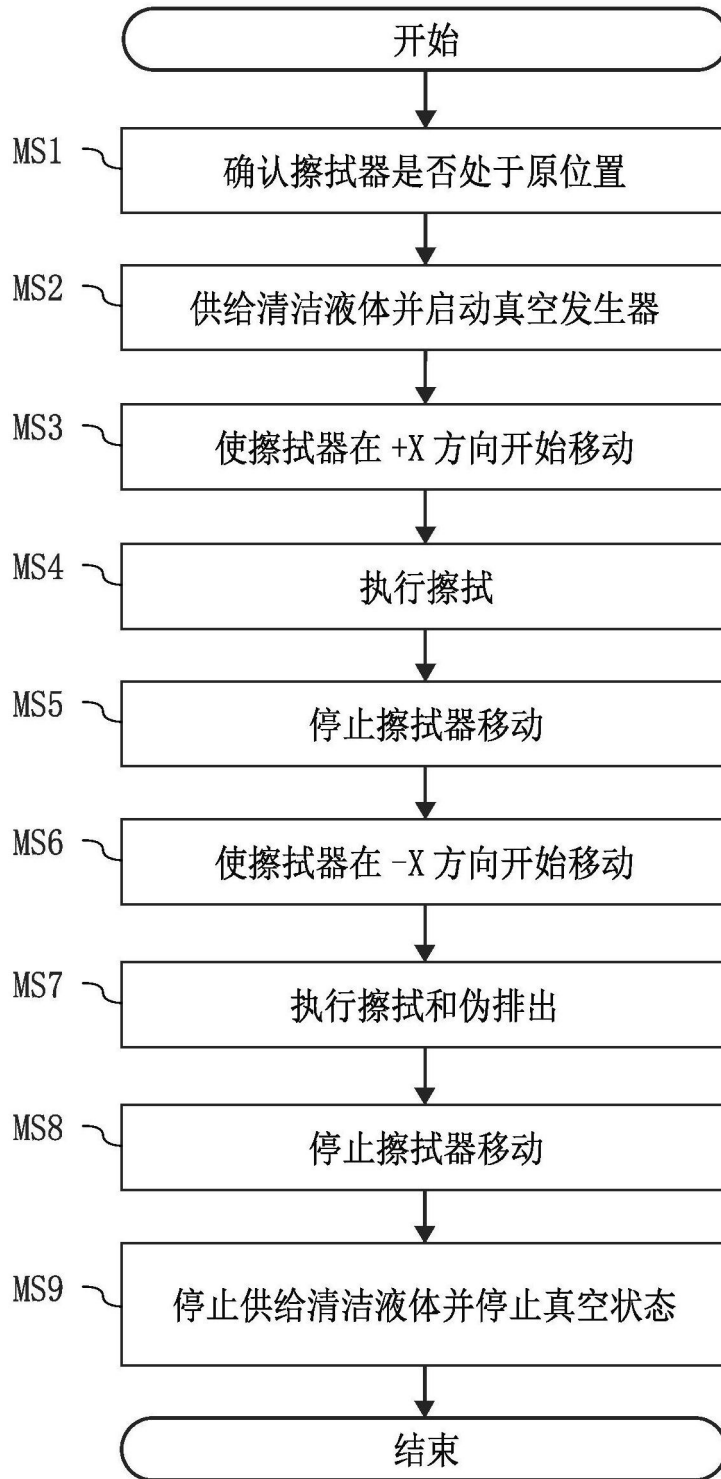 开始
MS1
确认擦拭器是否处于原位置
MS2
供给清洁液体并启动真空发生器
MS3
使擦拭器在 +X 方向开始移动
MS4
执行擦拭
MS5
停止擦拭器移动
MS6
使擦拭器在 -X 方向开始移动
MS7
执行擦拭和伪排出
MS8
停止擦拭器移动
MS9
停止供给清洁液体并停止真空状态
结束